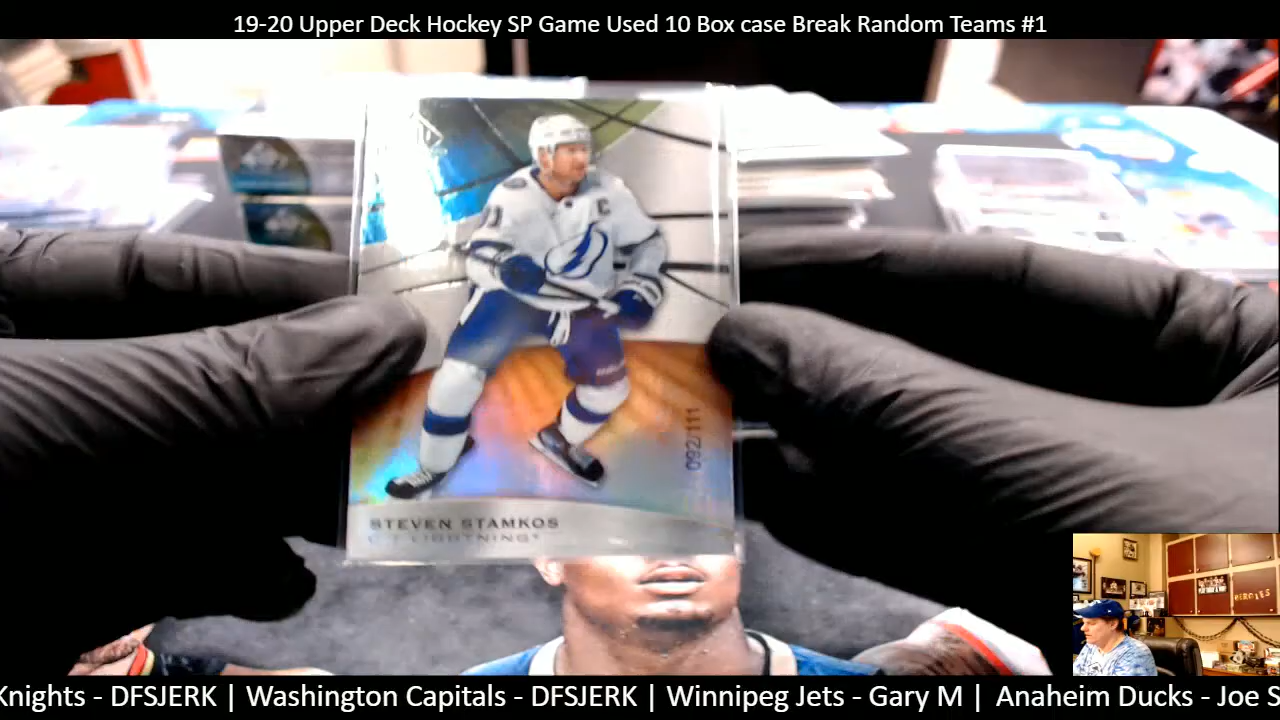 19-20 Upper Deck Hockey SP Game Used 10 Box case Break Random Teams #1
C
092/111
STEVEN STAMKOS
LIGHTNING
HEROES
Knights - DFSJERK | Washington Capitals - DFSJERK | Winnipeg Jets - Gary M | Anaheim Ducks - Joe S